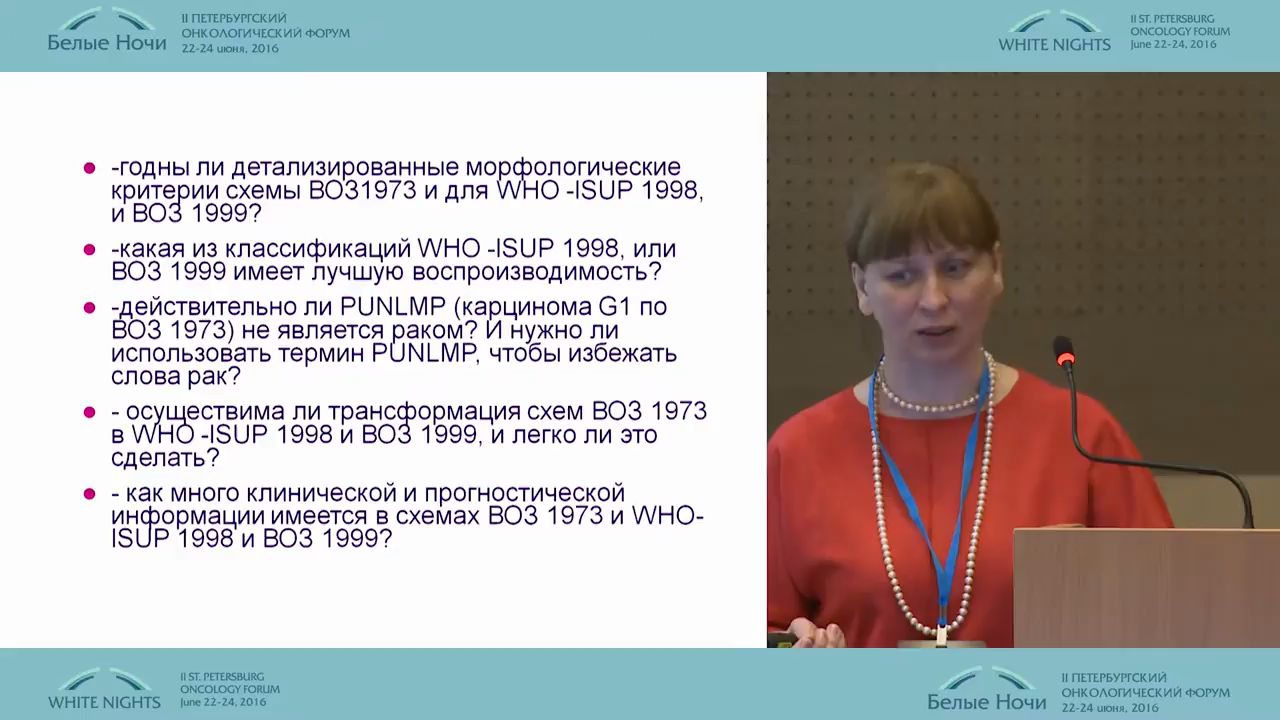 Белые Ночи
II ПЕТЕРБУРГСКИЙ
ОНКОЛОГИЧЕСКИЙ ФОРУМ
22-24 июня, 2016
WHITE NIGHTS
II ST. PETERSBURG
ONCOLOGY FORUM
June 22-24, 2016
-годны ли детализированные морфологические
критерии схемы ВОЗ1973 и для WHO -ISUP 1998,
и ВОЗ 1999?
-какая из классификаций WHO -ISUP 1998, или
ВОЗ 1999 имеет лучшую воспроизводимость?
-действительно ли PUNLMP (карцинома G1 по
ВОЗ 1973) не является раком? И нужно ли
использовать термин PUNLMP, чтобы избежать
слова рак?
- осуществима ли трансформация схем ВОЗ 1973
в WHO -ISUP 1998 и ВОЗ 1999, и легко ли это
сделать?
- как много клинической и прогностической
информации имеется в схемах ВОЗ 1973 и WHO-
ISUP 1998 и ВОЗ 1999?
WHITE NIGHTS
II ST. PETERSBURG
ONCOLOGY FORUM
June 22-24, 2016
Белые Ночи
II ПЕТЕРБУРГСКИЙ
ОНКОЛОГИЧЕСКИЙ ФОРУМ
22-24 июня, 2016